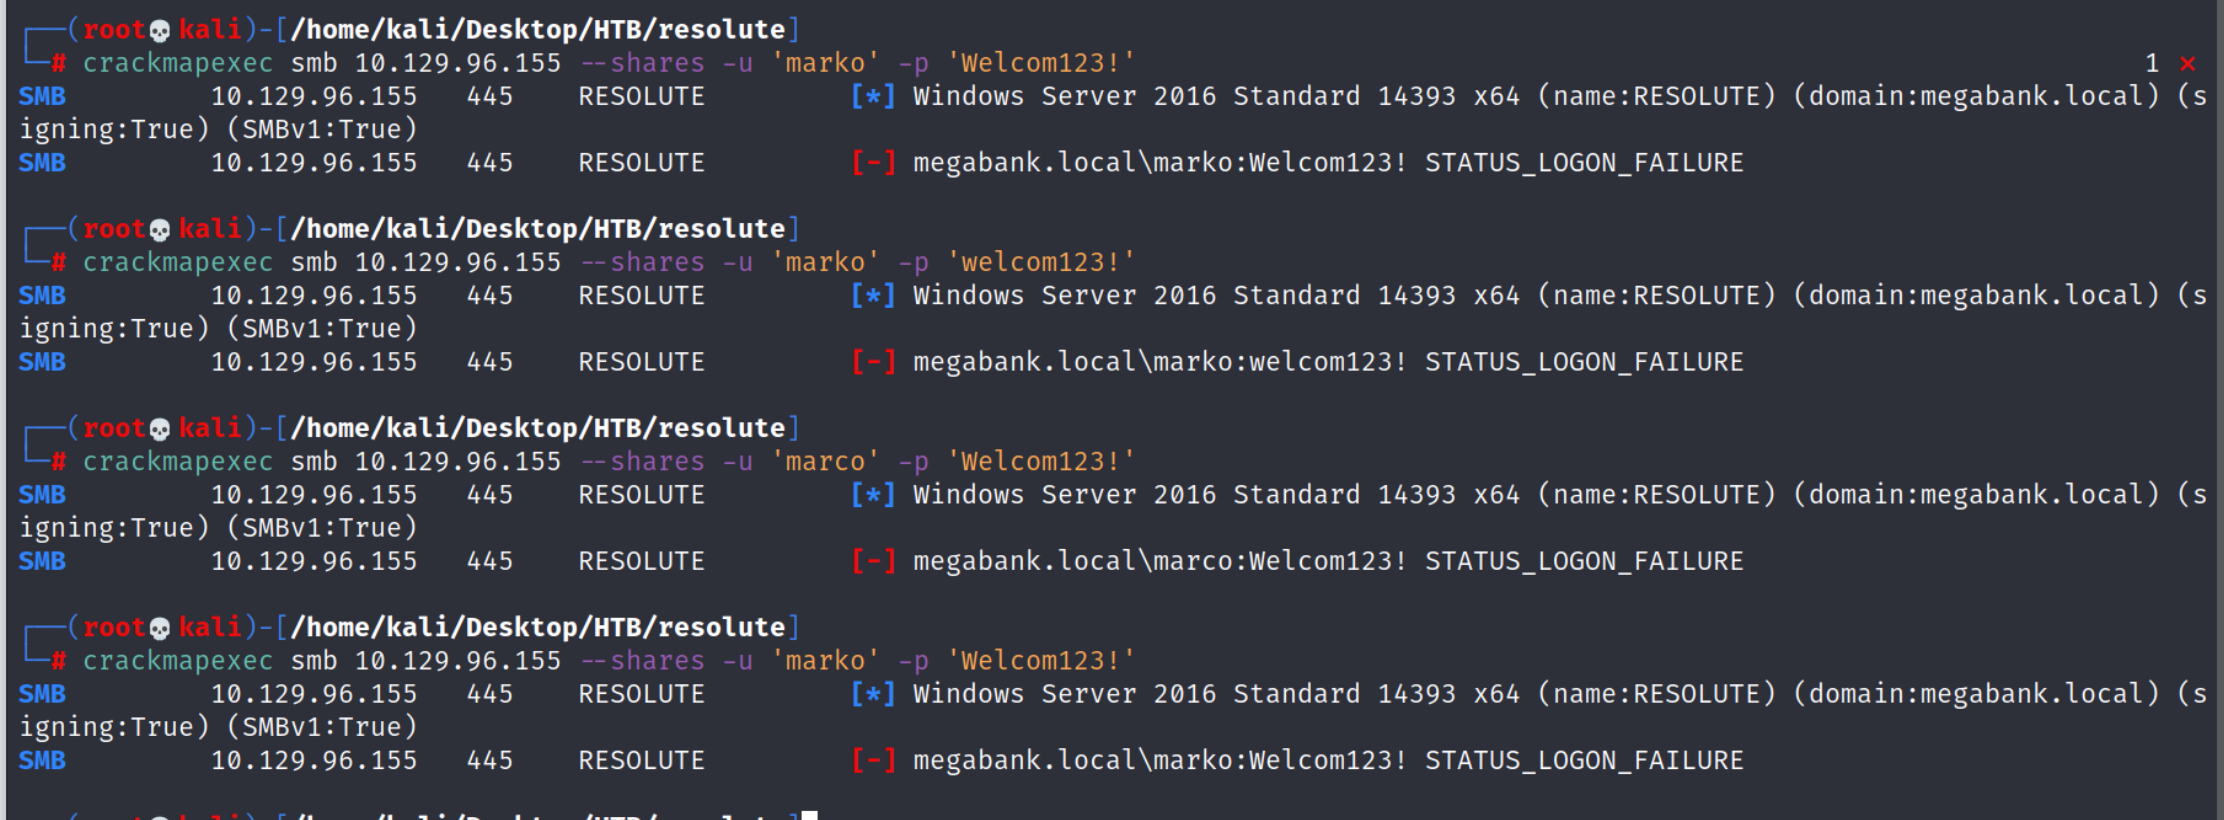 ┌──(root💀kali)-[/home/kali/Desktop/HTB/resolute]
└─# crackmapexec smb 10.129.96.155 --shares -u 'marko' -p 'Welcom123!' 1 ⨯
SMB 10.129.96.155 445 RESOLUTE [*] Windows Server 2016 Standard 14393 x64 (name:RESOLUTE) (domain:megabank.local) (s
igning:True) (SMBv1:True)
SMB 10.129.96.155 445 RESOLUTE [-] megabank.local\marko:Welcom123! STATUS_LOGON_FAILURE
┌──(root💀kali)-[/home/kali/Desktop/HTB/resolute]
└─# crackmapexec smb 10.129.96.155 --shares -u 'marko' -p 'welcom123!'
SMB 10.129.96.155 445 RESOLUTE [*] Windows Server 2016 Standard 14393 x64 (name:RESOLUTE) (domain:megabank.local) (s
igning:True) (SMBv1:True)
SMB 10.129.96.155 445 RESOLUTE [-] megabank.local\marko:welcom123! STATUS_LOGON_FAILURE
┌──(root💀kali)-[/home/kali/Desktop/HTB/resolute]
└─# crackmapexec smb 10.129.96.155 --shares -u 'marco' -p 'Welcom123!'
SMB 10.129.96.155 445 RESOLUTE [*] Windows Server 2016 Standard 14393 x64 (name:RESOLUTE) (domain:megabank.local) (s
igning:True) (SMBv1:True)
SMB 10.129.96.155 445 RESOLUTE [-] megabank.local\marco:Welcom123! STATUS_LOGON_FAILURE
┌──(root💀kali)-[/home/kali/Desktop/HTB/resolute]
└─# crackmapexec smb 10.129.96.155 --shares -u 'marko' -p 'Welcom123!'
SMB 10.129.96.155 445 RESOLUTE [*] Windows Server 2016 Standard 14393 x64 (name:RESOLUTE) (domain:megabank.local) (s
igning:True) (SMBv1:True)
SMB 10.129.96.155 445 RESOLUTE [-] megabank.local\marko:Welcom123! STATUS_LOGON_FAILURE